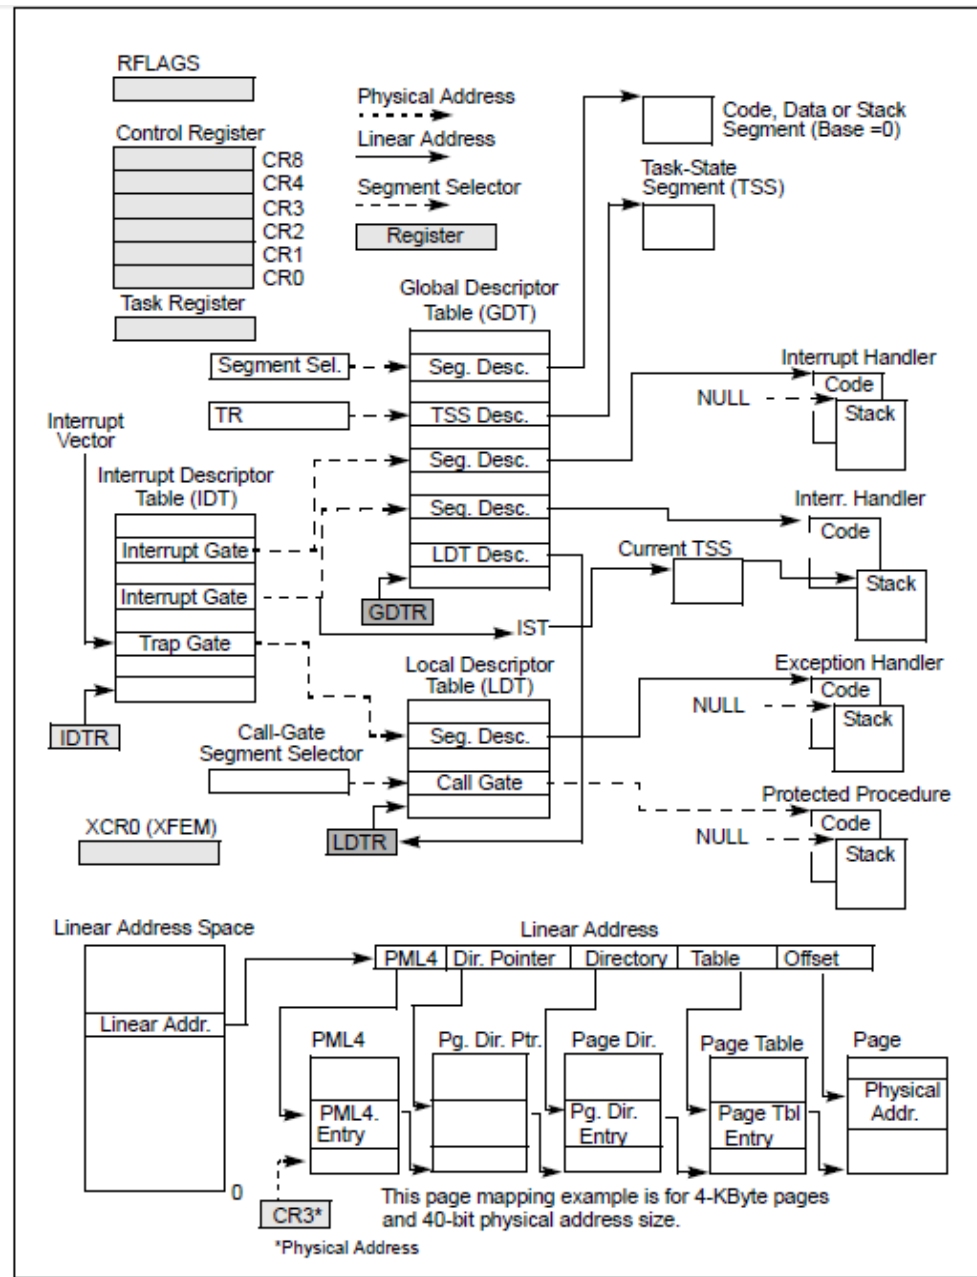 RFLAGS
Physical Address
Code, Data or Stack
Segment (Base =0)
Control Register
Linear Address
CR8
CR4
CR3
CR2
CR1
CR0
Segment Selector
Task-State
Segment (TSS)
Register
Task Register
Global Descriptor
Table (GDT)
Segment Sel.
Seg. Desc.
Interrupt Handler
Code
NULL
Stack
TR
TSS Desc.
Interrupt
Vector
Seg. Desc.
Interrupt Descriptor
Table (IDT)
Seg. Desc.
Interr. Handler
Code
Interrupt Gate
LDT Desc.
Current TSS
Stack
Interrupt Gate
GDTR
IST
Trap Gate
Local Descriptor
Table (LDT)
Exception Handler
Code
NULL
Stack
IDTR
Call-Gate
Segment Selector
Seg. Desc.
Call Gate
Protected Procedure
Code
NULL
Stack
XCR0 (XFEM)
LDTR
Linear Address Space
Linear Address
PML4 Dir. Pointer Directory Table Offset
Linear Addr.
PML4
Pg. Dir. Ptr.
Page Dir.
Page Table
Page
PML4.
Entry
Pg. Dir.
Entry
Page Tbl
Entry
Physical
Addr.
0
CR3*
This page mapping example is for 4-KByte pages
and 40-bit physical address size.
*Physical Address